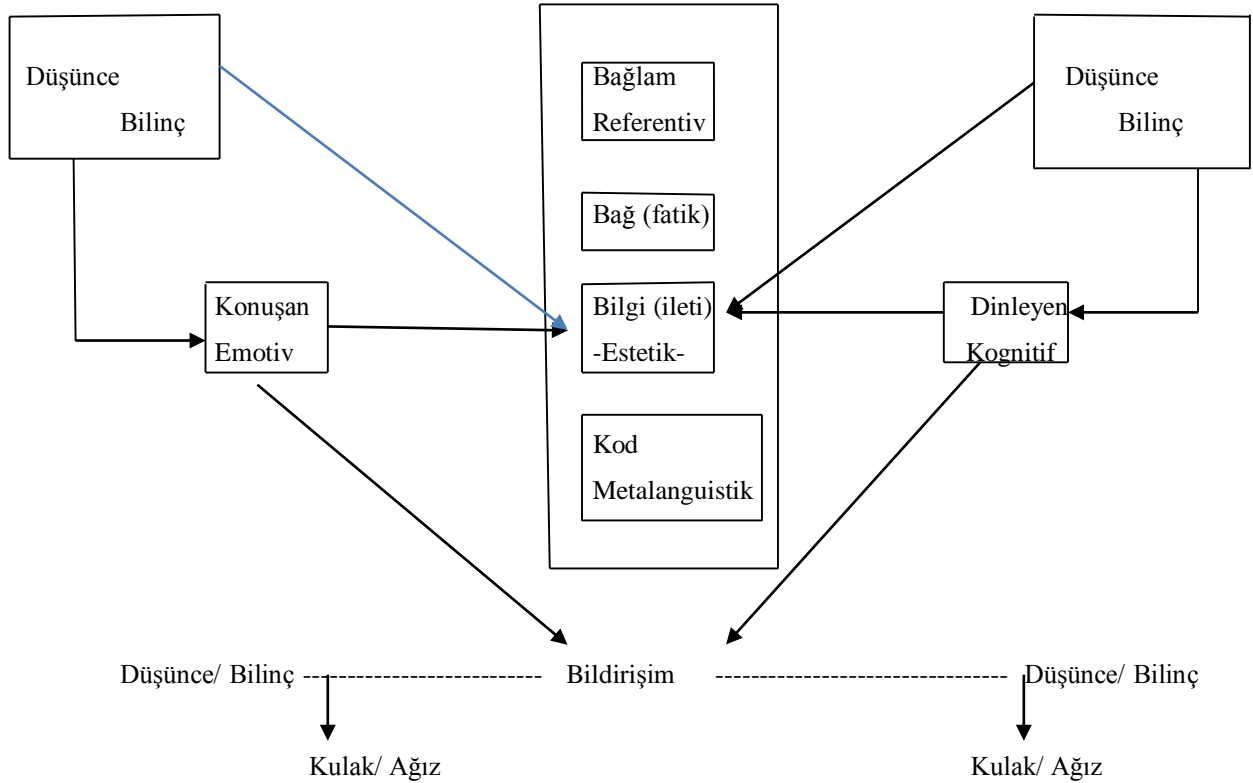 Düşünce
Bilinç
Bağlam
Referentiv
Düşünce
Bilinç
Bağ (fatik)
Konuşan
Emotiv
Bilgi (ileti)
-Estetik-
Dinleyen
Kognitif
Kod
Metalanguistik
Düşünce/ Bilinç
Bildirişim
Düşünce/ Bilinç
Kulak/ Ağız
Kulak/ Ağız